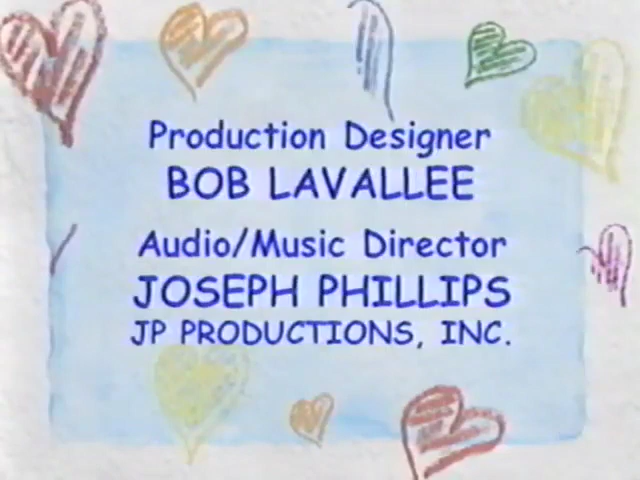 Production Designer
BOB LAVALLEE
Audio/Music Director
JOSEPH PHILLIPS
JP PRODUCTIONS, INC.